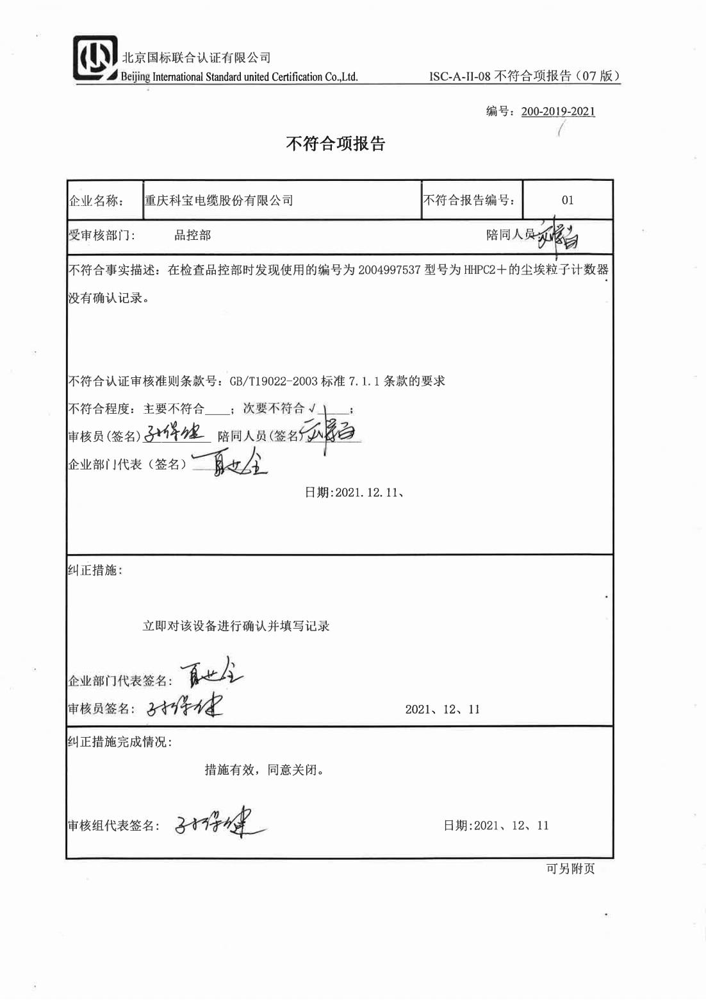 北京国标联合认证有限公司
Beijing International Standard united Certification Co.,Ltd.
ISC-A-II-08 不符合项报告（07 版）
编号：200-2019-2021
不符合项报告
企业名称： 重庆科宝电缆股份有限公司 不符合报告编号： 01
受审核部门： 品控部 陪同人员
不符合事实描述：在检查品控部时发现使用的编号为 2004997537 型号为 HHPC2＋的尘埃粒子计数器
没有确认记录。
不符合认证审核准则条款号：GB/T19022-2003 标准 7.1.1 条款的要求
不符合程度：主要不符合____；次要不符合√____；
审核员(签名) 孙保健 陪同人员(签名)
企业部门代表（签名）
日期:2021.12.11、
纠正措施：
立即对该设备进行确认并填写记录
企业部门代表签名：
审核员签名： 孙保健 2021、12、11
纠正措施完成情况：
措施有效，同意关闭。
审核组代表签名： 孙保健 日期:2021、12、11
可另附页